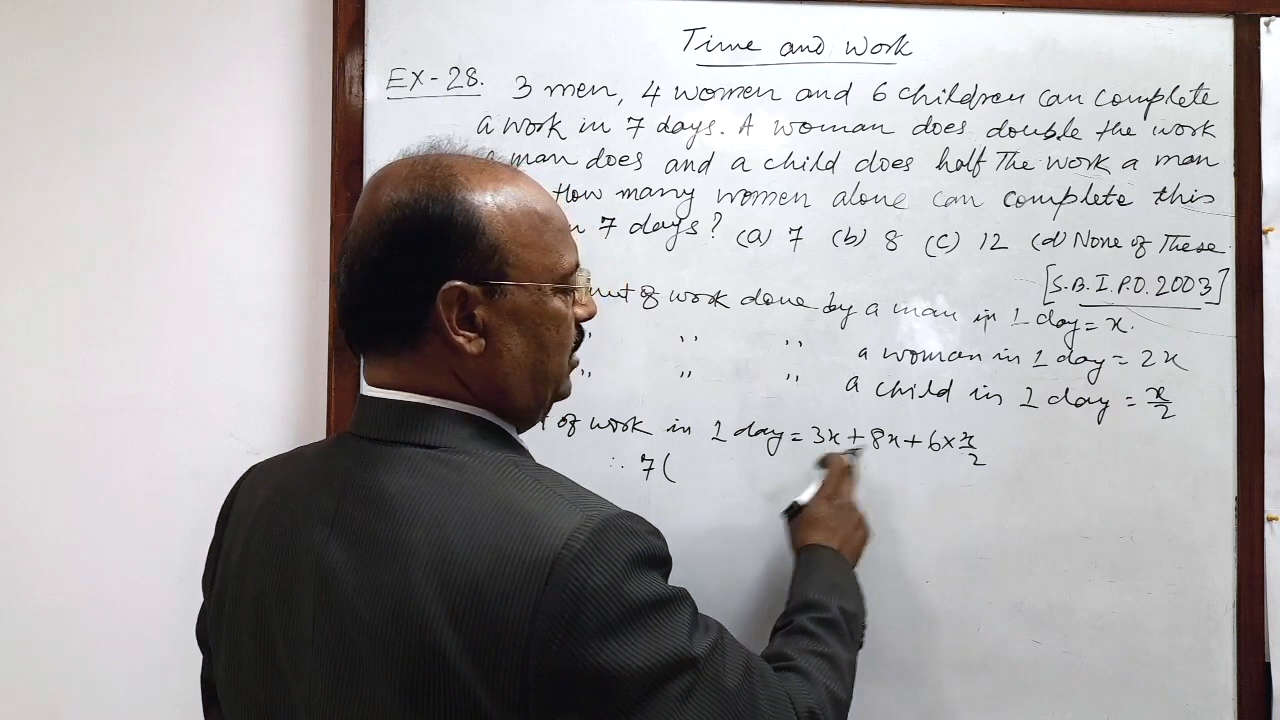 Time and Work
EX-28. 3 men, 4 women and 6 children can complete
a work in 7 days. A woman does double the work
a man does and a child does half the work a man
How many women alone can complete this
7 days? (a) 7 (b) 8 (c) 12 (d) None of These
[S.B.I.P.O. 2003]
of work done by a man in 1 day = x.
,, ,, ,, a woman in 1 day = 2x
,, ,, ,, a child in 1 day = x/2
of work in 1 day = 3x + 8x + 6 × x/2
∴ 7(